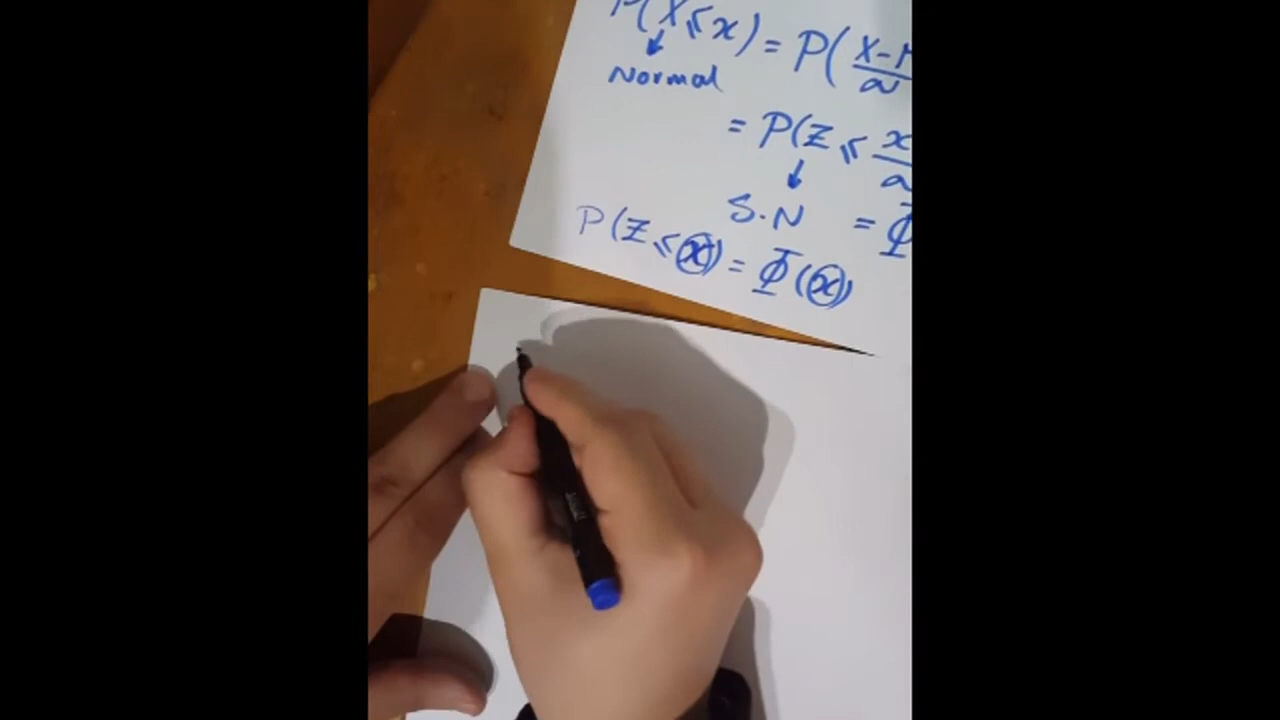 P(X ≤ x) = P(X-μ/σ
Normal
= P(Z ≤ x/σ
S.N = Φ
P(Z ≤ x) = Φ(x)